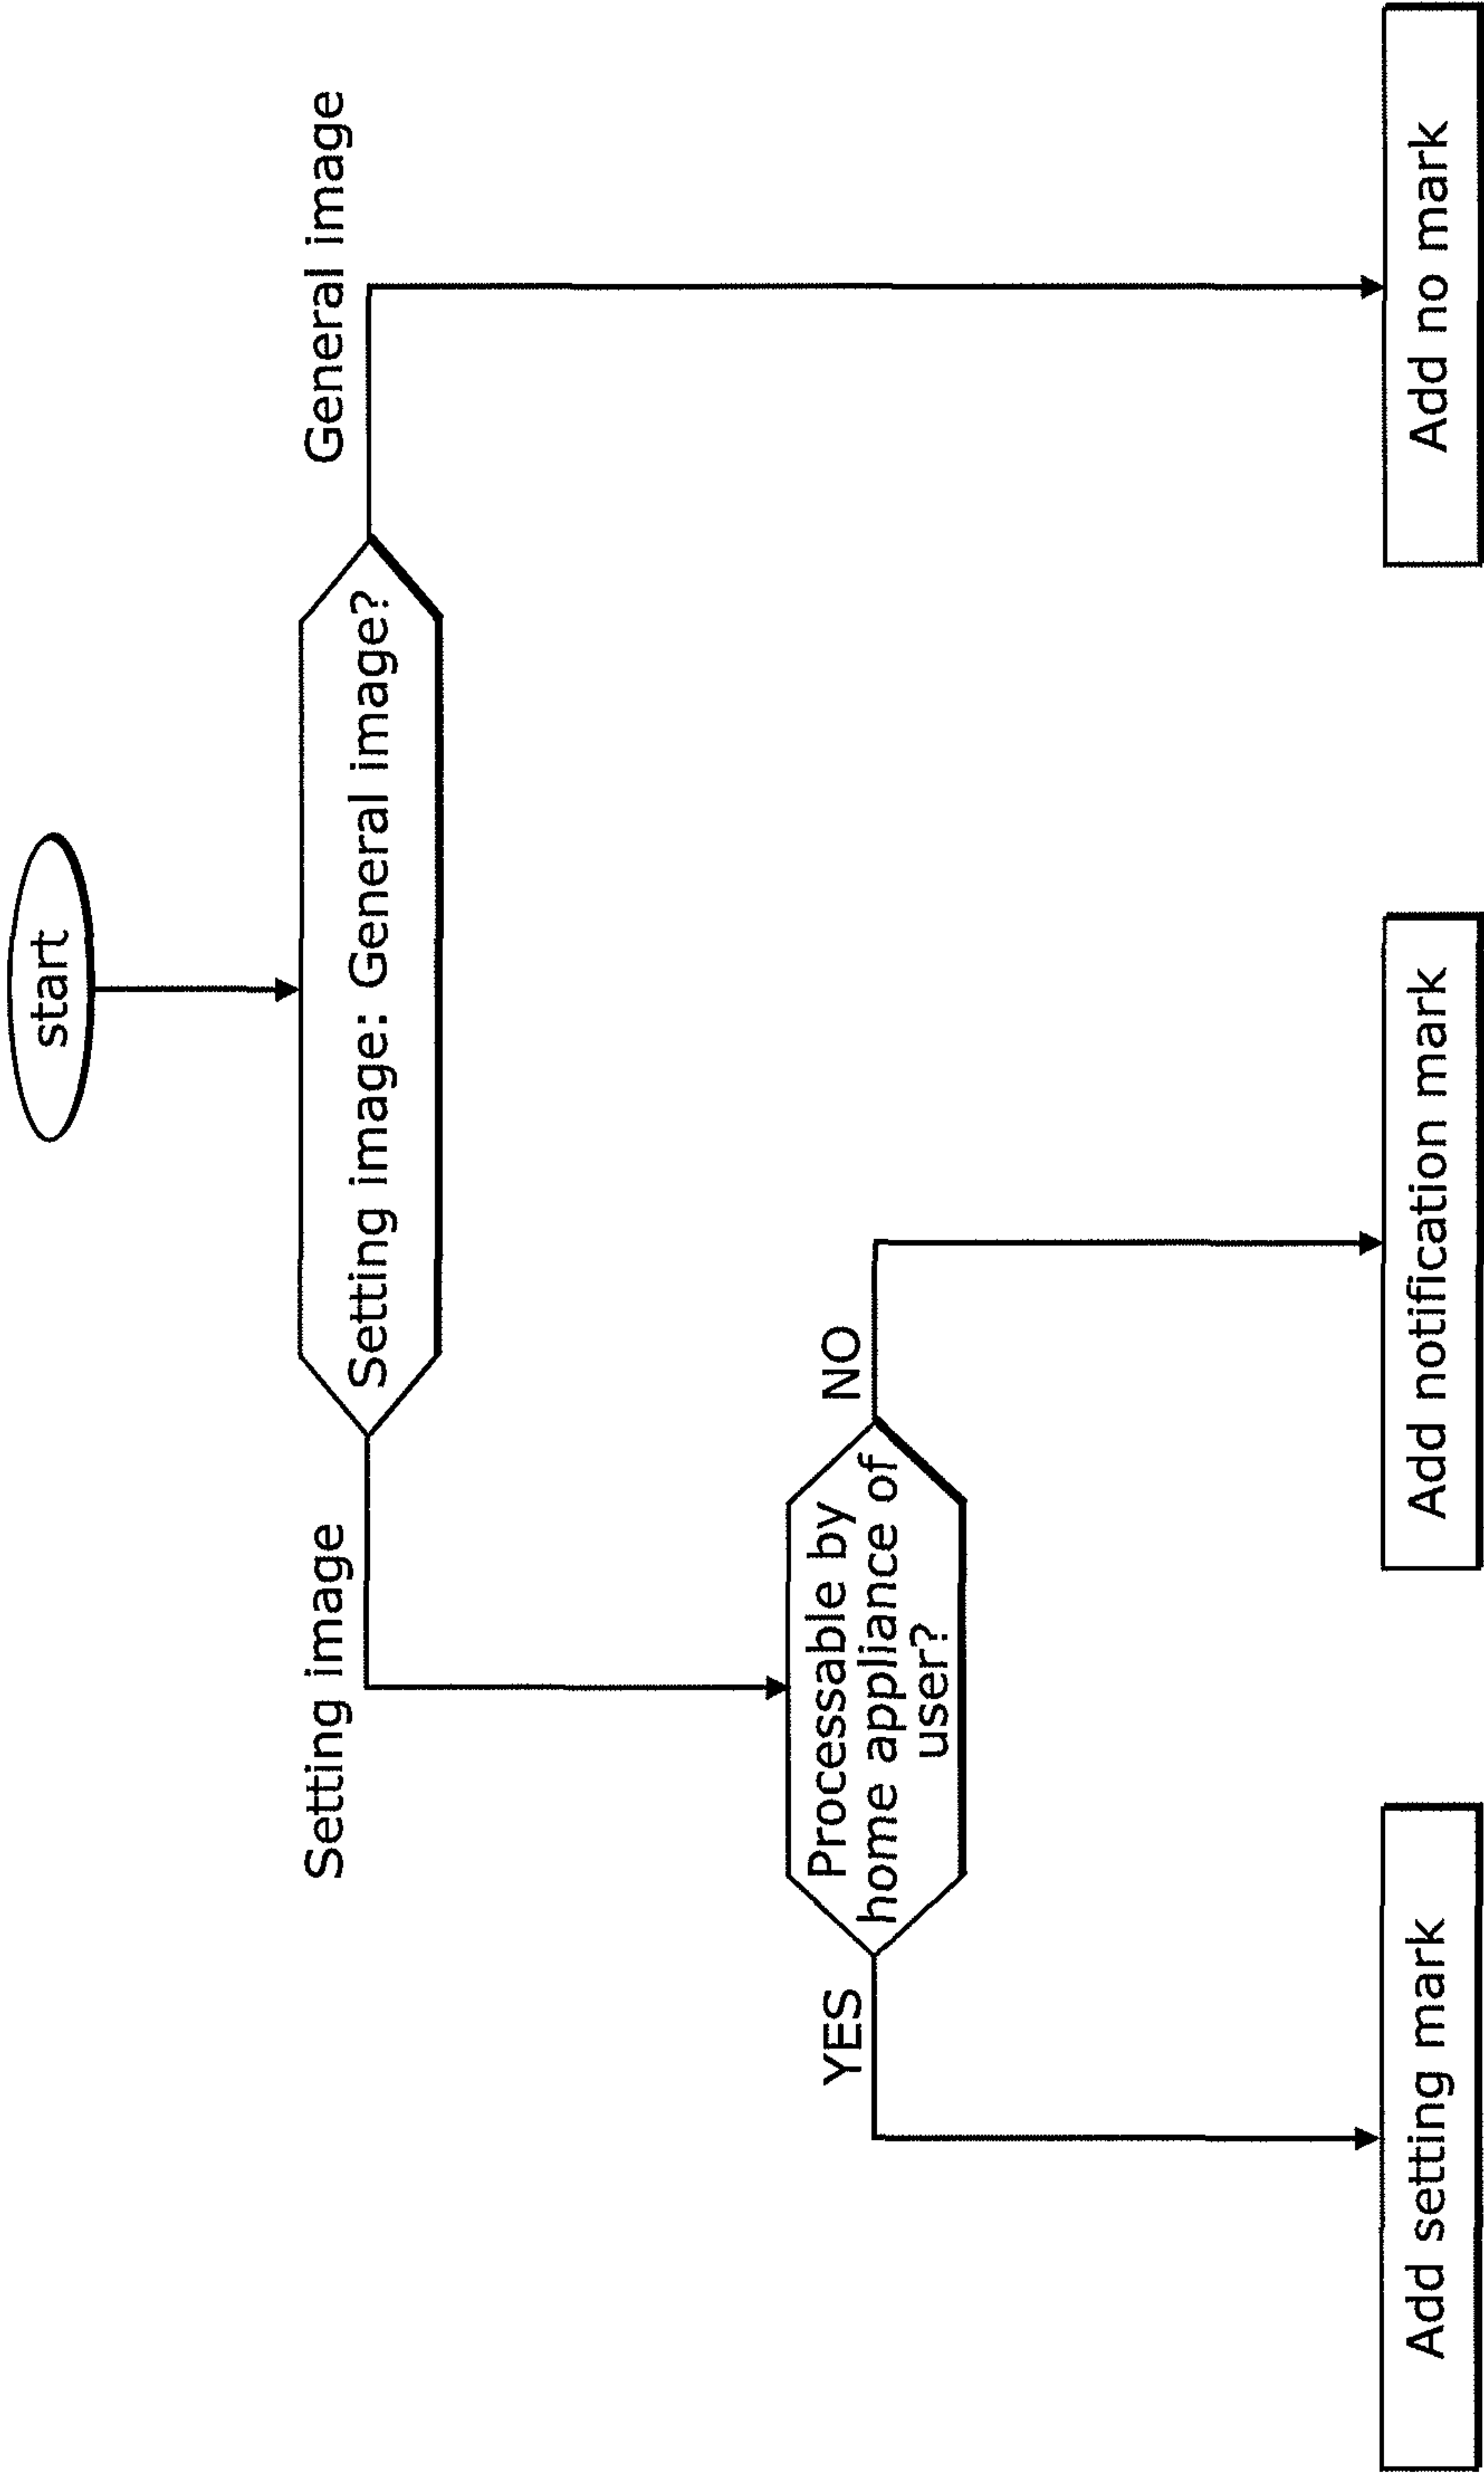 start
Setting image: General image?
Setting image
General image
Processable by
home appliance of
user?
YES
NO
Add setting mark
Add notification mark
Add no mark